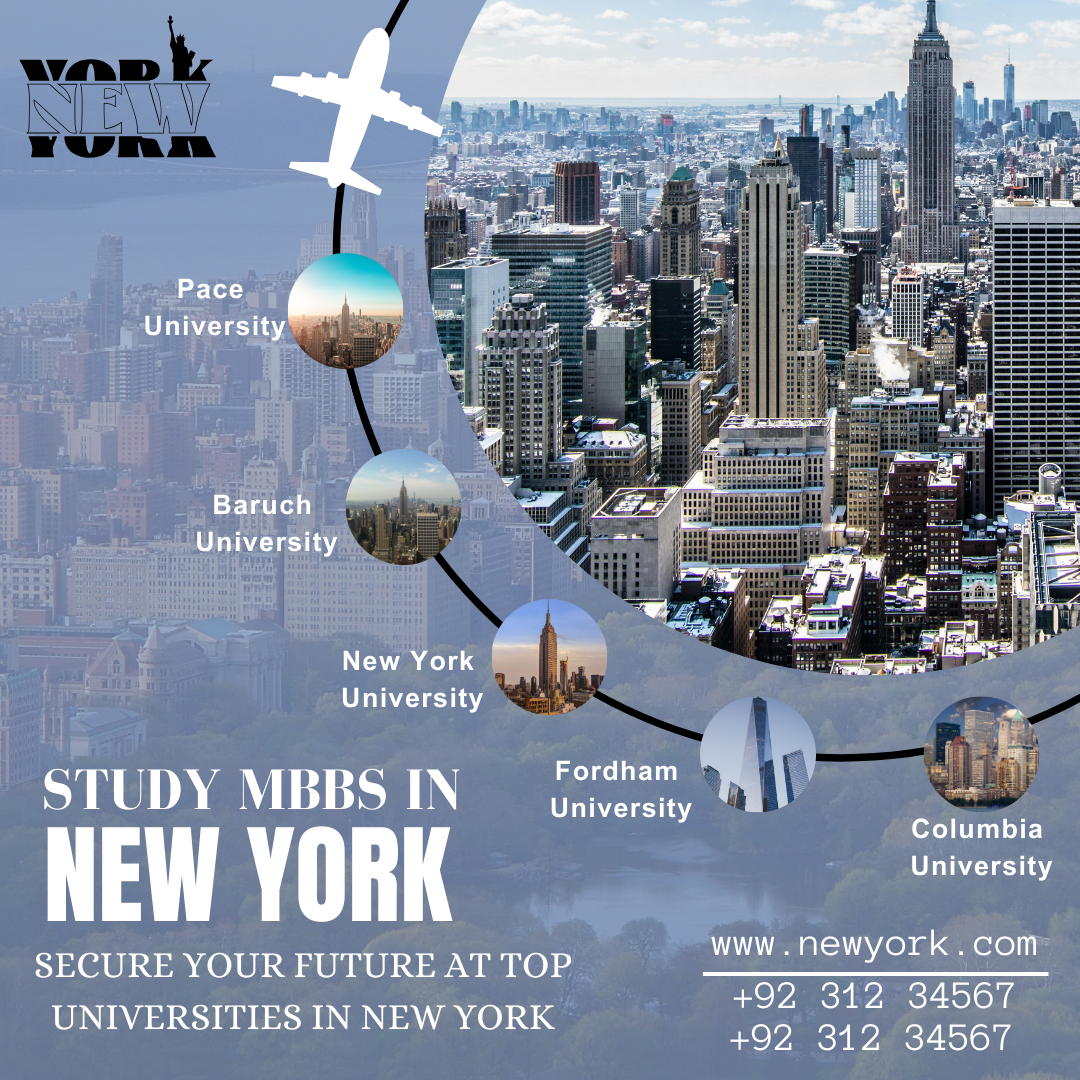 YORK
NEW
YORK
Pace
University
Baruch
University
New York
University
Fordham
University
Columbia
University
STUDY MBBS IN
NEW YORK
SECURE YOUR FUTURE AT TOP
UNIVERSITIES IN NEW YORK
www.newyork.com
+92 312 34567
+92 312 34567